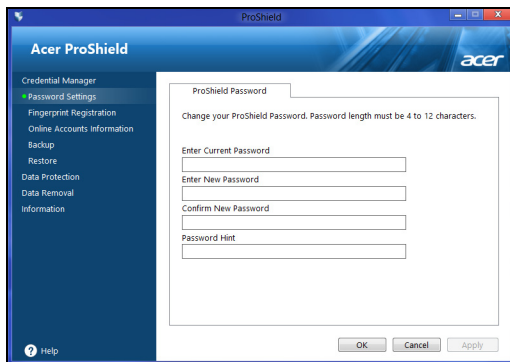 ProShield
Acer ProShield
acer
Credential Manager
Password Settings
Fingerprint Registration
Online Accounts Information
Backup
Restore
Data Protection
Data Removal
Information
ProShield Password
Change your ProShield Password. Password length must be 4 to 12 characters.
Enter Current Password
Enter New Password
Confirm New Password
Password Hint
? Help
OK Cancel Apply